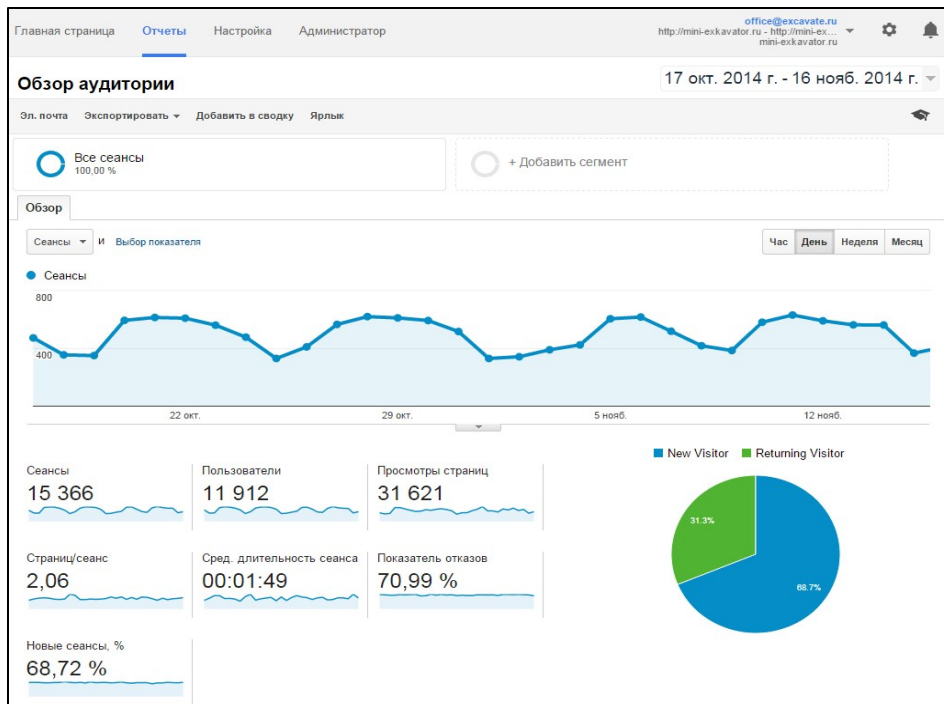 Главная страница Отчеты Настройка Администратор
office@excavate.ru
http://mini-exkavator.ru - http://mini-ex...
mini-exkavator.ru
Обзор аудитории
17 окт. 2014 г. - 16 нояб. 2014 г.
Эл. почта Экспортировать Добавить в сводку Ярлык
Все сеансы
100,00 %
+ Добавить сегмент
Обзор
Сеансы и Выбор показателя
Час День Неделя Месяц
Сеансы
800
400
22 окт. 29 окт. 5 нояб. 12 нояб.
New Visitor Returning Visitor
Сеансы Пользователи Просмотры страниц
15 366 11 912 31 621
31.3%
68.7%
Страниц/сеанс Сред. длительность сеанса Показатель отказов
2,06 00:01:49 70,99 %
Новые сеансы, %
68,72 %